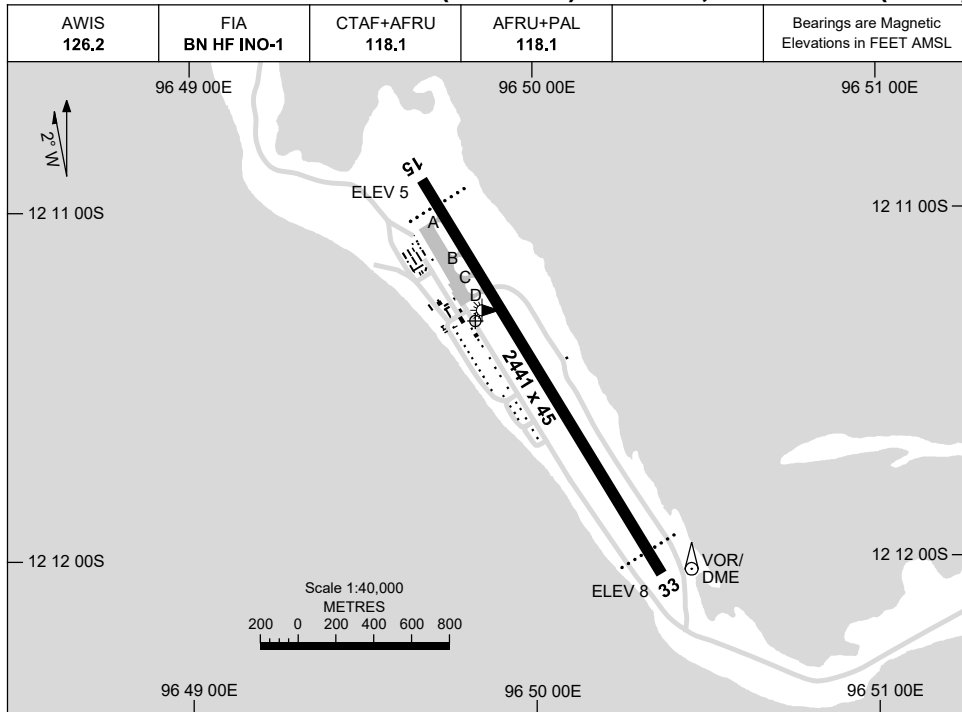 AWIS
126.2
FIA
BN HF INO-1
CTAF+AFRU
118.1
AFRU+PAL
118.1
Bearings are Magnetic
Elevations in FEET AMSL
96 49 00E
96 50 00E
96 51 00E
2° W
15
ELEV 5
12 11 00S
12 11 00S
A
B
C
D
2441 x 45
12 12 00S
12 12 00S
VOR/
DME
ELEV 8
33
Scale 1:40,000
METRES
200 0 200 400 600 800
96 49 00E
96 50 00E
96 51 00E